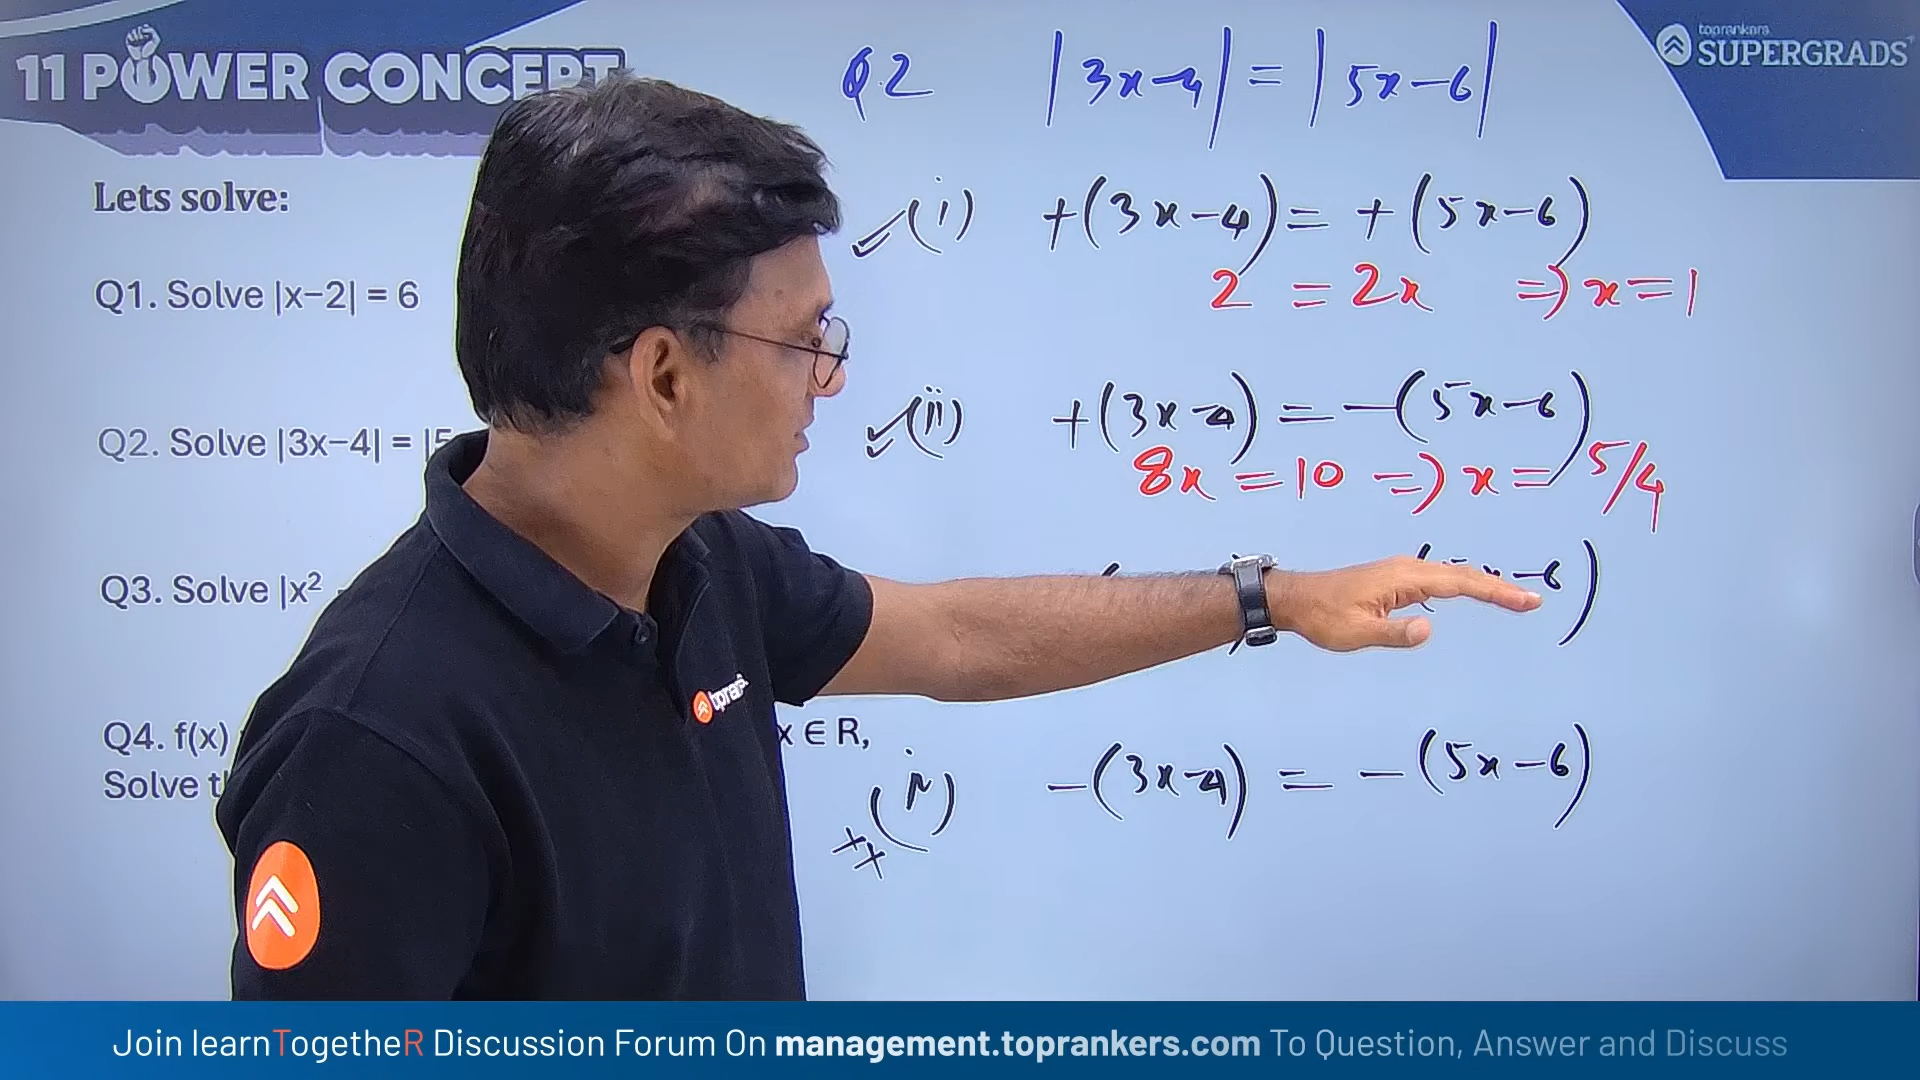 11 POWER CONCEPT
toprankers
SUPERGRADS
Lets solve:
Q1. Solve |x−2| = 6
Q2. Solve |3x−4| = |5
Q3. Solve |x²
Q4. f(x) x ∈ R,
Solve t
Q.2 |3x-4| = |5x-6|
(i) +(3x-4) = +(5x-6)
2 = 2x ⇒ x = 1
(ii) +(3x-4) = -(5x-6)
8x = 10 ⇒ x = 5/4
(5x-6)
(iv) -(3x-4) = -(5x-6)
Join learnTogetheR Discussion Forum On management.toprankers.com To Question, Answer and Discuss